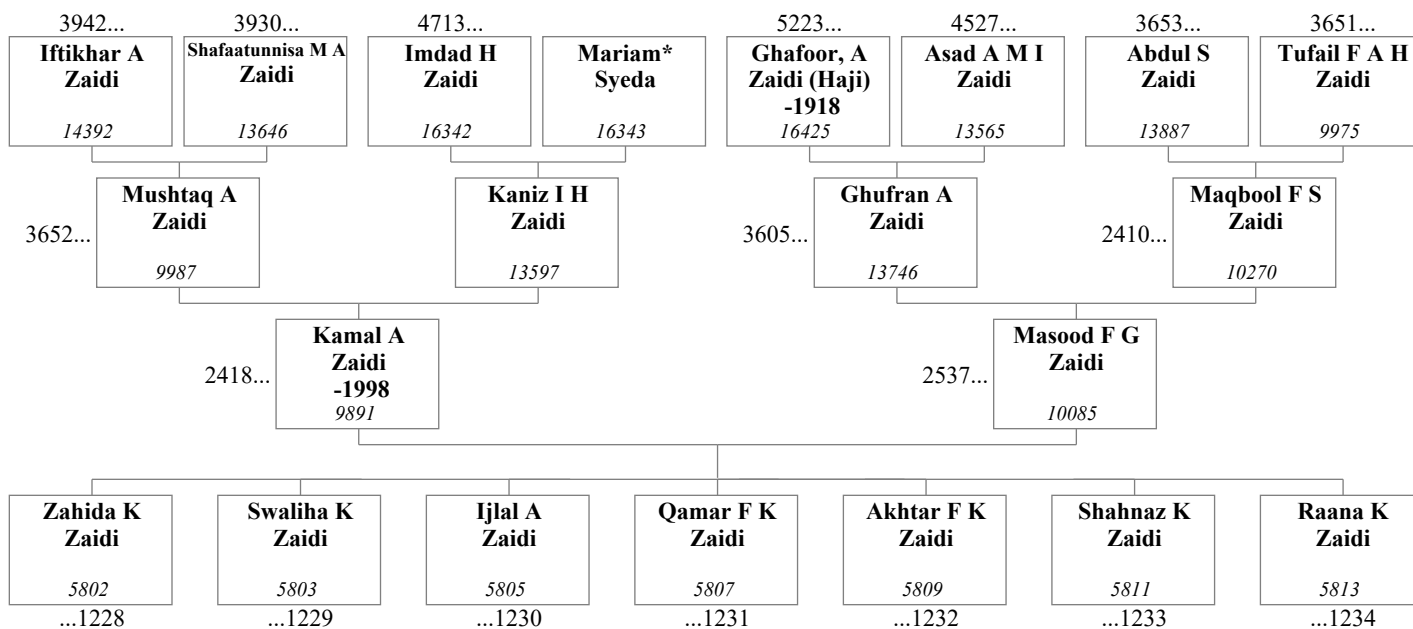 3942... 3930... 4713... 5223... 4527... 3653... 3651...
Iftikhar A
Zaidi
14392
Shafaatunnisa M A
Zaidi
13646
Imdad H
Zaidi
16342
Mariam*
Syeda
16343
Ghafoor, A
Zaidi (Haji)
-1918
16425
Asad A M I
Zaidi
13565
Abdul S
Zaidi
13887
Tufail F A H
Zaidi
9975
3652...
Mushtaq A
Zaidi
9987
Kaniz I H
Zaidi
13597
3605...
Ghufran A
Zaidi
13746
2410...
Maqbool F S
Zaidi
10270
2418...
Kamal A
Zaidi
-1998
9891
2537...
Masood F G
Zaidi
10085
Zahida K
Zaidi
5802
...1228
Swaliha K
Zaidi
5803
...1229
Ijlal A
Zaidi
5805
...1230
Qamar F K
Zaidi
5807
...1231
Akhtar F K
Zaidi
5809
...1232
Shahnaz K
Zaidi
5811
...1233
Raana K
Zaidi
5813
...1234